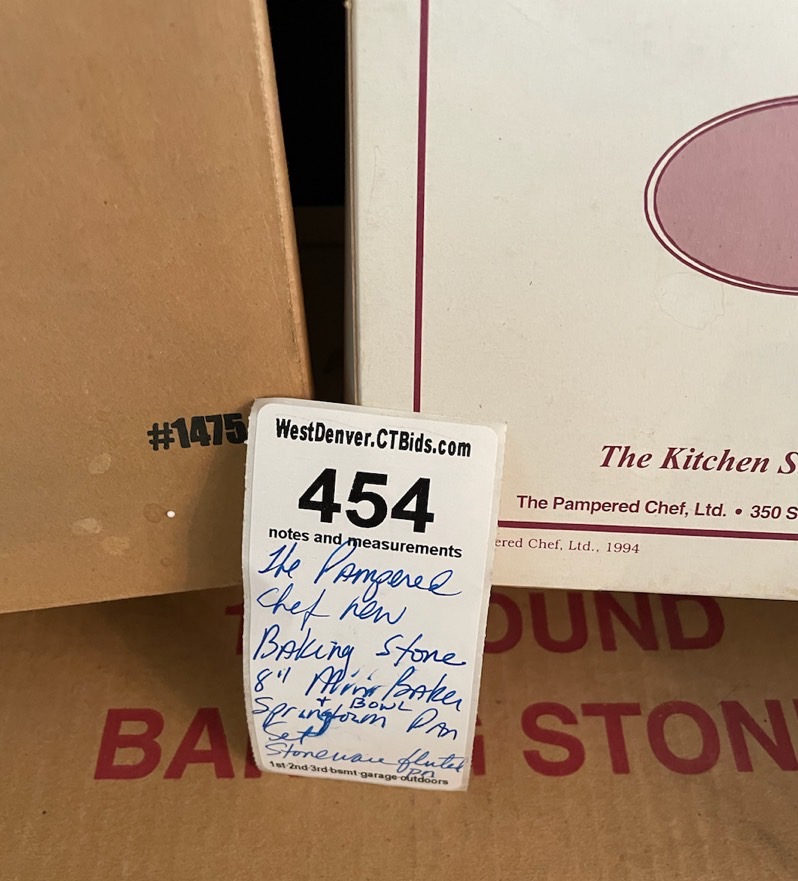 #1475
WestDenver.CTBids.com
454
notes and measurements
The Pampered
Chef new
Baking Stone
8" Mini Baker
+ Bowl
Springform Pan
Set
Stoneware fluted
pan
1st-2nd-3rd-bsmt-garage-outdoors
The Kitchen S
The Pampered Chef, Ltd. • 350 S
ered Chef, Ltd., 1994
OUND
BA G STON